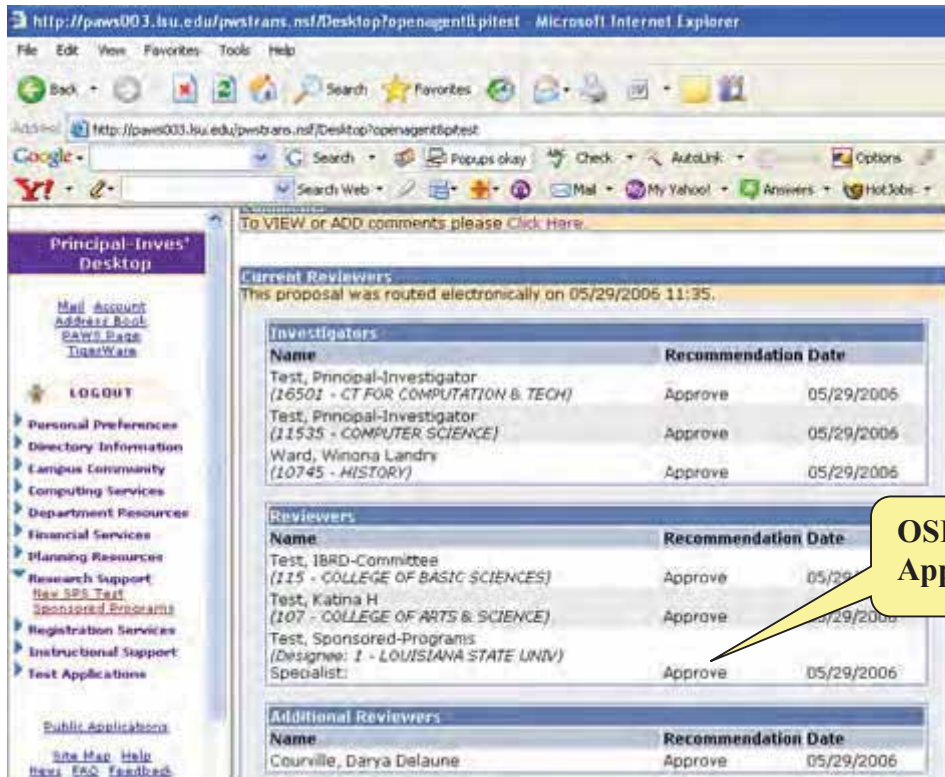 http://paws003.lsu.edu/pwstrans.nsf/Desktop?openagent&pitest Microsoft Internet Explorer
File Edit View Favorites Tools Help
Back Search Favorites
http://paws003.lsu.edu/pwstrans.nsf/Desktop?openagent&pitest
Google Search Popups okay Check AutoLink Options
Y! Search Web Mail My Yahoo! Answers HotJobs
To VIEW or ADD comments please Click Here.
Principal-Inves'
Desktop
Mail Account
Address Book
PAWS Page
TigerWare
LOGOUT
Personal Preferences
Directory Information
Campus Community
Computing Services
Department Resources
Financial Services
Planning Resources
Research Support
New SPS Test
Sponsored Programs
Registration Services
Instructional Support
Test Applications
Public Applications
Site Map Help
News FAQ Feedback
Current Reviewers
This proposal was routed electronically on 05/29/2006 11:35.
Investigators
Name Recommendation Date
Test, Principal-Investigator
(16501 - CT FOR COMPUTATION & TECH) Approve 05/29/2006
Test, Principal-Investigator
(11535 - COMPUTER SCIENCE) Approve 05/29/2006
Ward, Winona Landry
(10745 - HISTORY) Approve 05/29/2006
Reviewers
Name Recommendation Date
Test, IBRD-Committee
(115 - COLLEGE OF BASIC SCIENCES) Approve 05/29
Test, Katina H
(107 - COLLEGE OF ARTS & SCIENCE) Approve /29/2006
Test, Sponsored-Programs
(Designee: 1 - LOUISIANA STATE UNIV)
Specialist: Approve 05/29/2006
Additional Reviewers
Name Recommendation Date
Courville, Darya Delaune Approve 05/29/2006
App